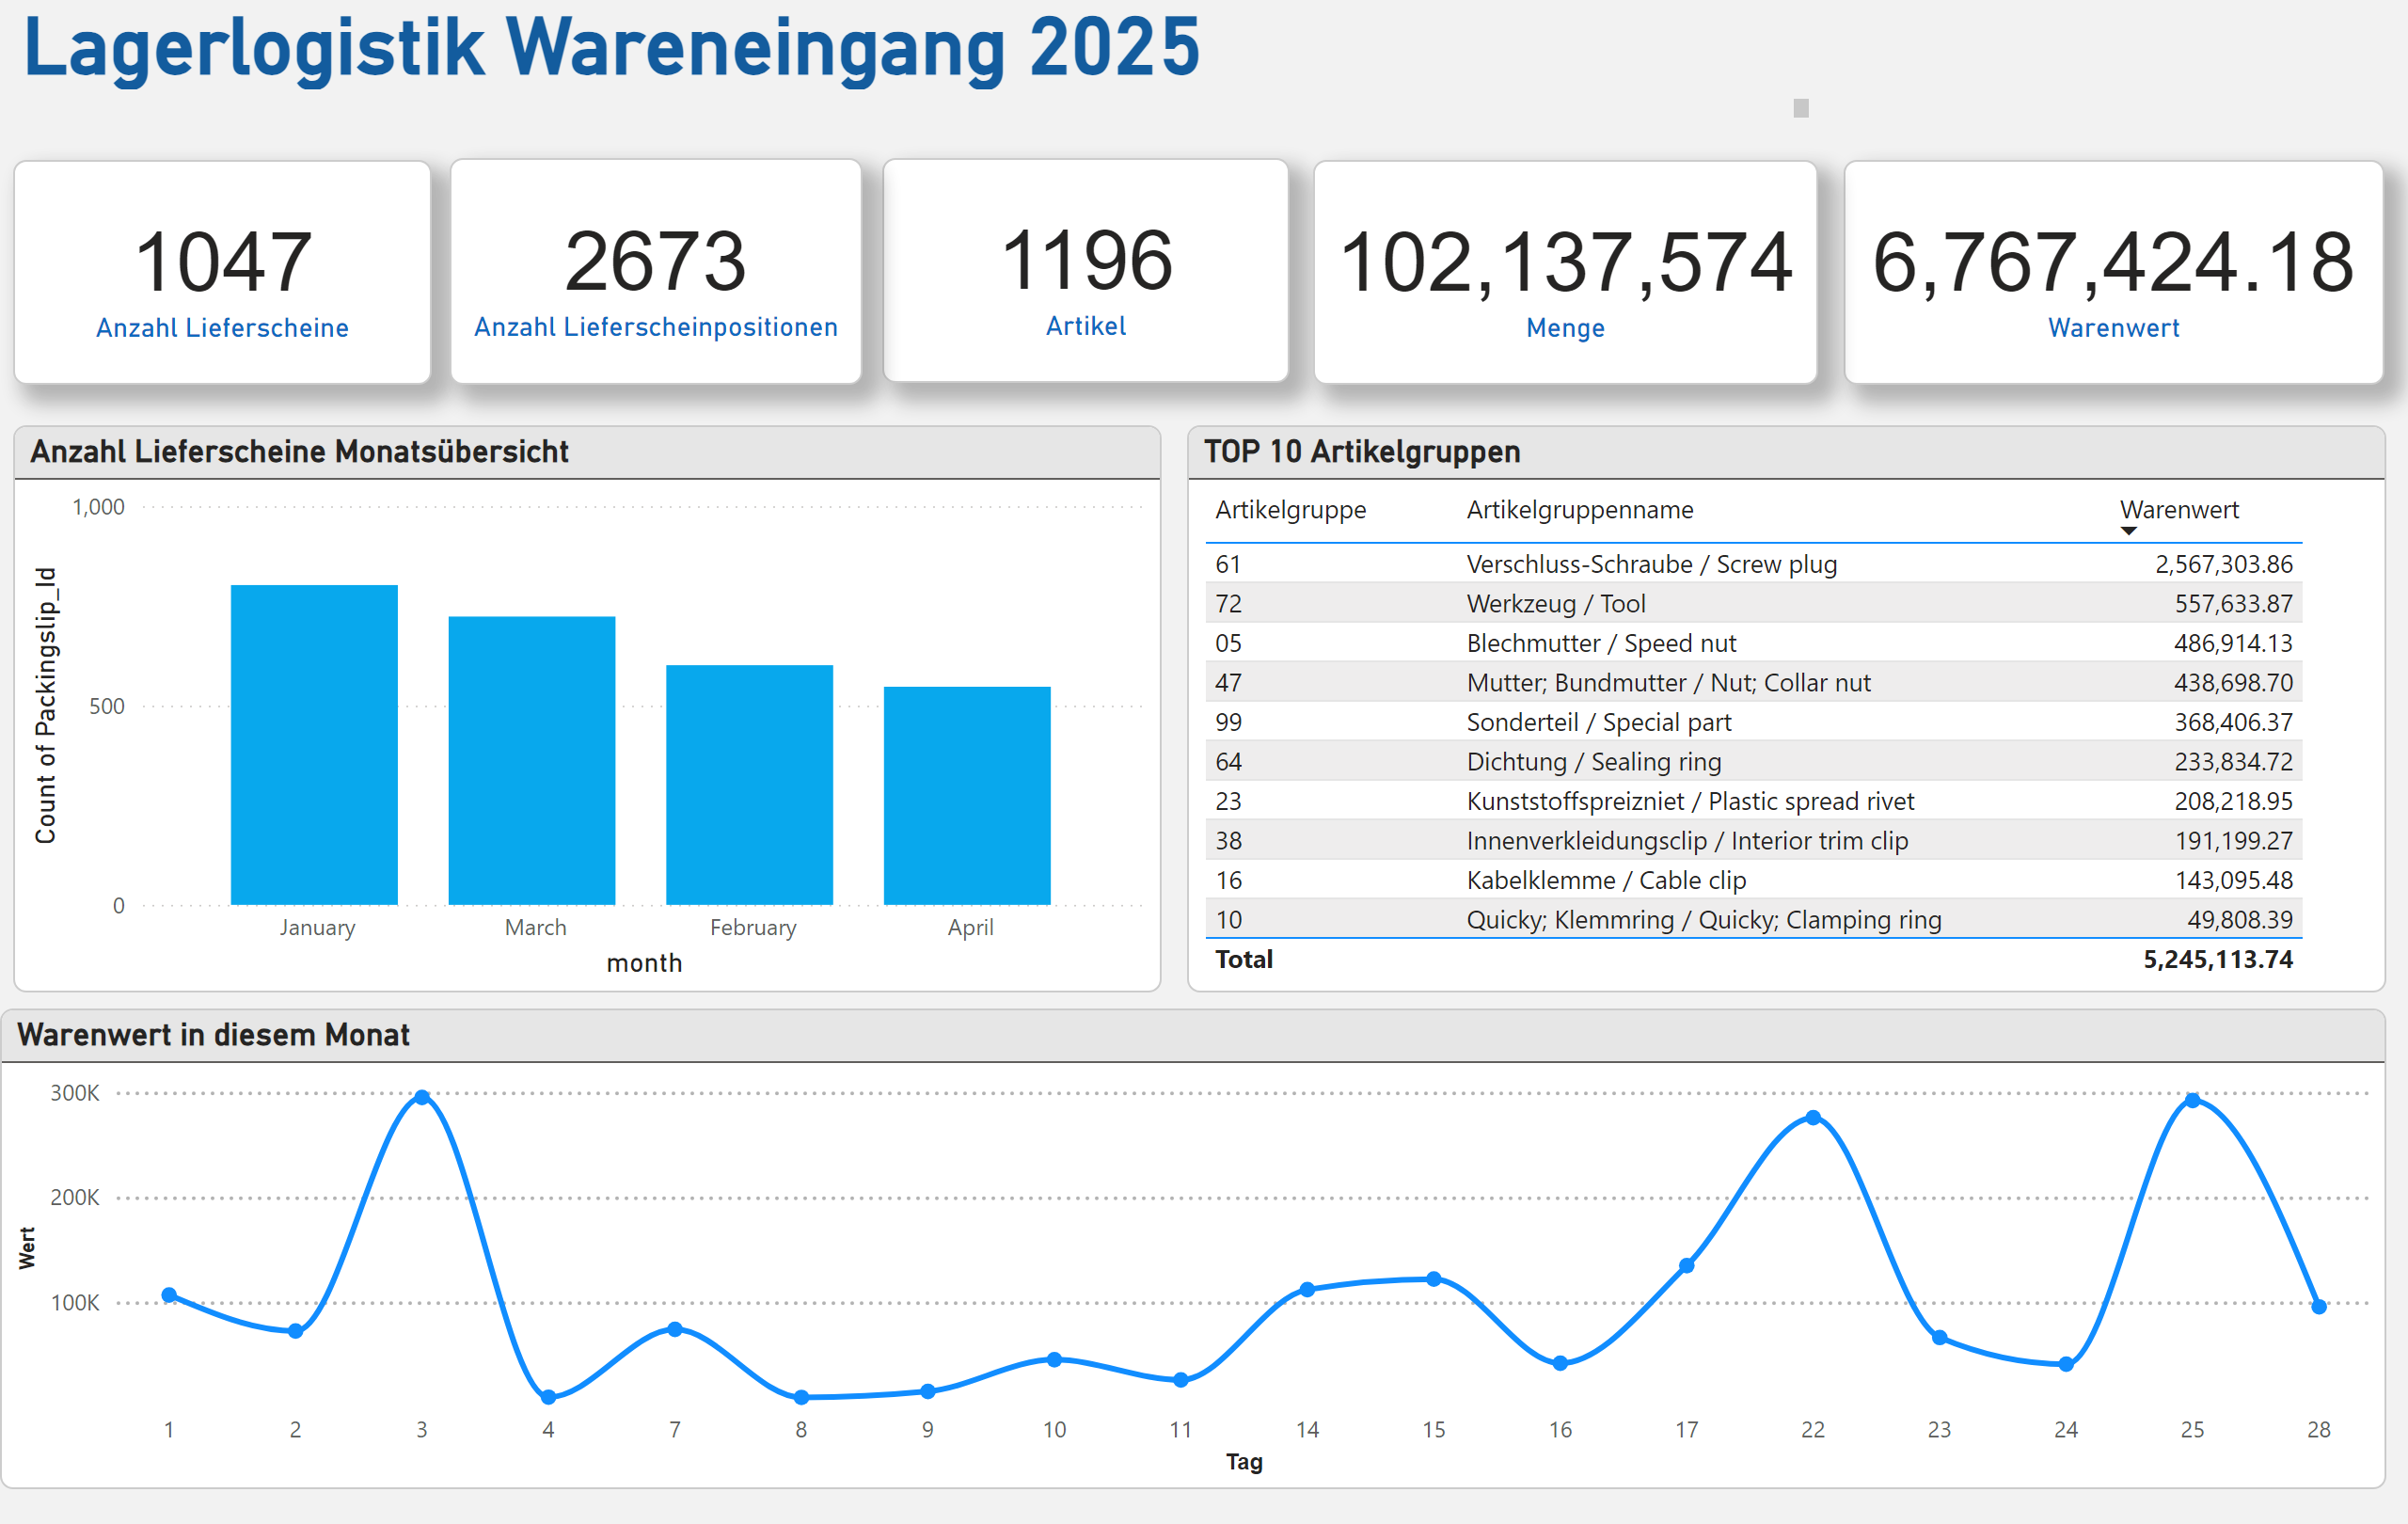 Lagerlogistik Wareneingang 2025
1047
Anzahl Lieferscheine
2673
Anzahl Lieferscheinpositionen
1196
Artikel
102,137,574
Menge
6,767,424.18
Warenwert
Anzahl Lieferscheine Monatsübersicht
Count of Packingslip_Id
1,000
500
0
January March February April
month
TOP 10 Artikelgruppen
Artikelgruppe Artikelgruppenname Warenwert
61 Verschluss-Schraube / Screw plug 2,567,303.86
72 Werkzeug / Tool 557,633.87
05 Blechmutter / Speed nut 486,914.13
47 Mutter; Bundmutter / Nut; Collar nut 438,698.70
99 Sonderteil / Special part 368,406.37
64 Dichtung / Sealing ring 233,834.72
23 Kunststoffspreizniet / Plastic spread rivet 208,218.95
38 Innenverkleidungsclip / Interior trim clip 191,199.27
16 Kabelklemme / Cable clip 143,095.48
10 Quicky; Klemmring / Quicky; Clamping ring 49,808.39
Total 5,245,113.74
Warenwert in diesem Monat
Wert
300K
200K
100K
1 2 3 4 7 8 9 10 11 14 15 16 17 22 23 24 25 28
Tag